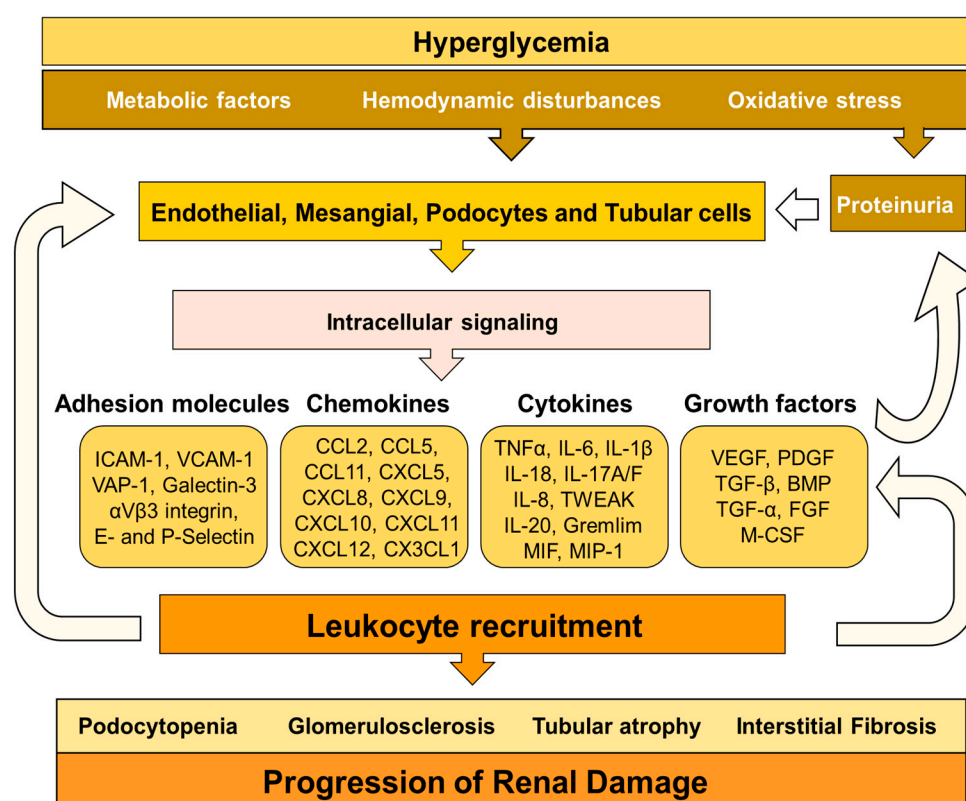 Hyperglycemia
Metabolic factors Hemodynamic disturbances Oxidative stress
Endothelial, Mesangial, Podocytes and Tubular cells
Proteinuria
Intracellular signaling
Adhesion molecules
ICAM-1, VCAM-1
VAP-1, Galectin-3
αVβ3 integrin,
E- and P-Selectin
Chemokines
CCL2, CCL5,
CCL11, CXCL5,
CXCL8, CXCL9,
CXCL10, CXCL11
CXCL12, CX3CL1
Cytokines
TNFα, IL-6, IL-1β
IL-18, IL-17A/F
IL-8, TWEAK
IL-20, Gremlim
MIF, MIP-1
Growth factors
VEGF, PDGF
TGF-β, BMP
TGF-α, FGF
M-CSF
Leukocyte recruitment
Podocytopenia Glomerulosclerosis Tubular atrophy Interstitial Fibrosis
Progression of Renal Damage